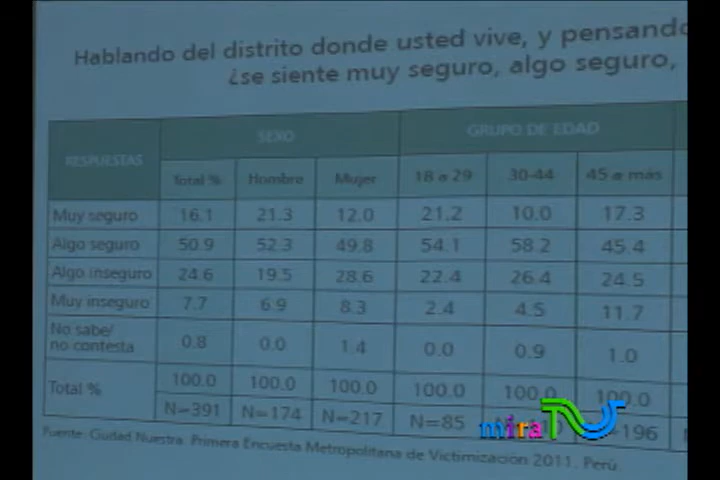 Hablando del distrito donde usted vive, y pensando
¿se siente muy seguro, algo seguro,
RESPUESTAS SEXO GRUPO DE EDAD
Total % Hombre Mujer 18 a 29 30-44 45 a más
Muy seguro 16.1 21.3 12.0 21.2 10.0 17.3
Algo seguro 50.9 52.3 49.8 54.1 58.2 45.4
Algo inseguro 24.6 19.5 28.6 22.4 26.4 24.5
Muy inseguro 7.7 6.9 8.3 2.4 4.5 11.7
No sabe/
no contesta 0.8 0.0 1.4 0.0 0.9 1.0
Total % 100.0 100.0 100.0 100.0 100.0 100.0
N=391 N=174 N=217 N=85 196
Fuente: Ciudad Nuestra. Primera Encuesta Metropolitana de Victimización 2011. Perú
mira TV